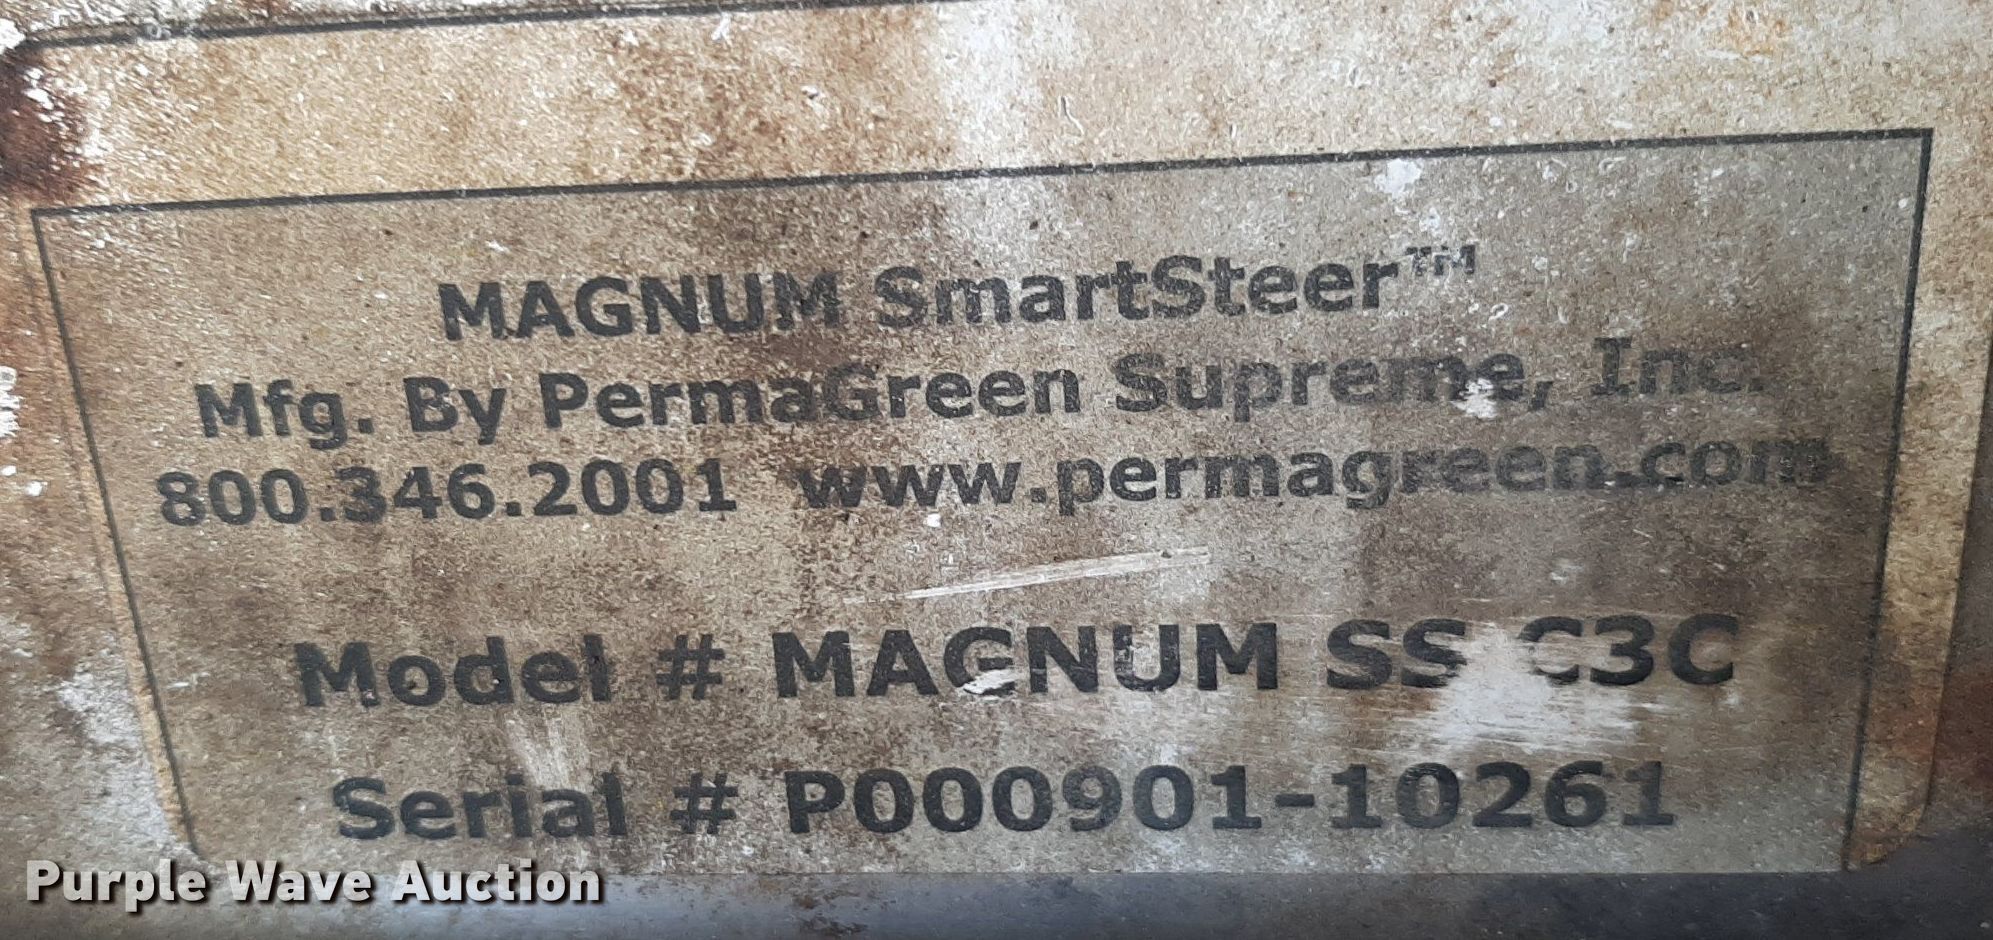 MAGNUM SmartSteer™
Mfg. By PermaGreen Supreme, Inc.
800.346.2001 www.permagreen.com
Model # MAGNUM SS C3C
Serial # P000901-10261
Purple Wave Auction